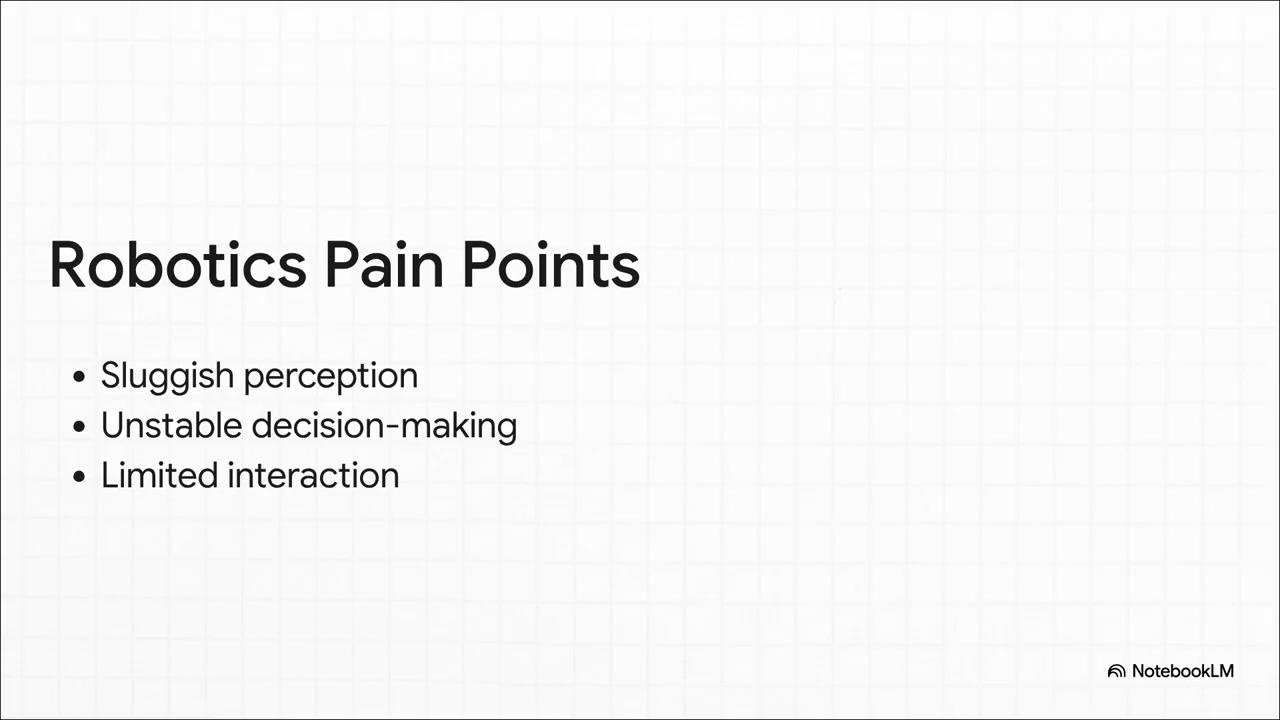 Robotics Pain Points
• Sluggish perception
• Unstable decision-making
• Limited interaction
NotebookLM